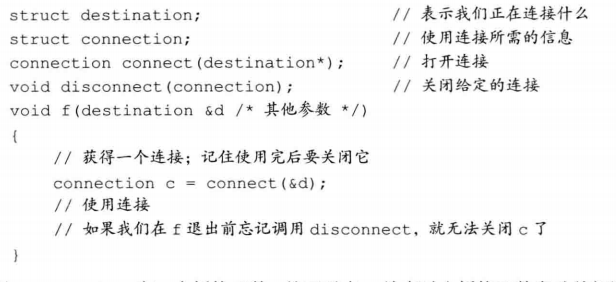 struct destination; // 表示我们正在连接什么
struct connection; // 使用连接所需的信息
connection connect(destination*); // 打开连接
void disconnect(connection); // 关闭给定的连接
void f(destination &d /* 其他参数 */)
{
// 获得一个连接；记住使用完后要关闭它
connection c = connect(&d);
// 使用连接
// 如果我们在 f 退出前忘记调用 disconnect，就无法关闭 c 了
}